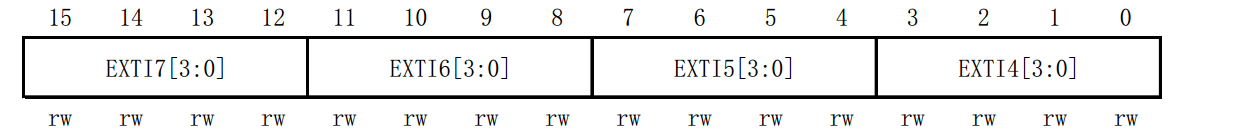 15 14 13 12 11 10 9 8 7 6 5 4 3 2 1 0
EXTI7[3:0] EXTI6[3:0] EXTI5[3:0] EXTI4[3:0]
rw rw rw rw rw rw rw rw rw rw rw rw rw rw rw rw